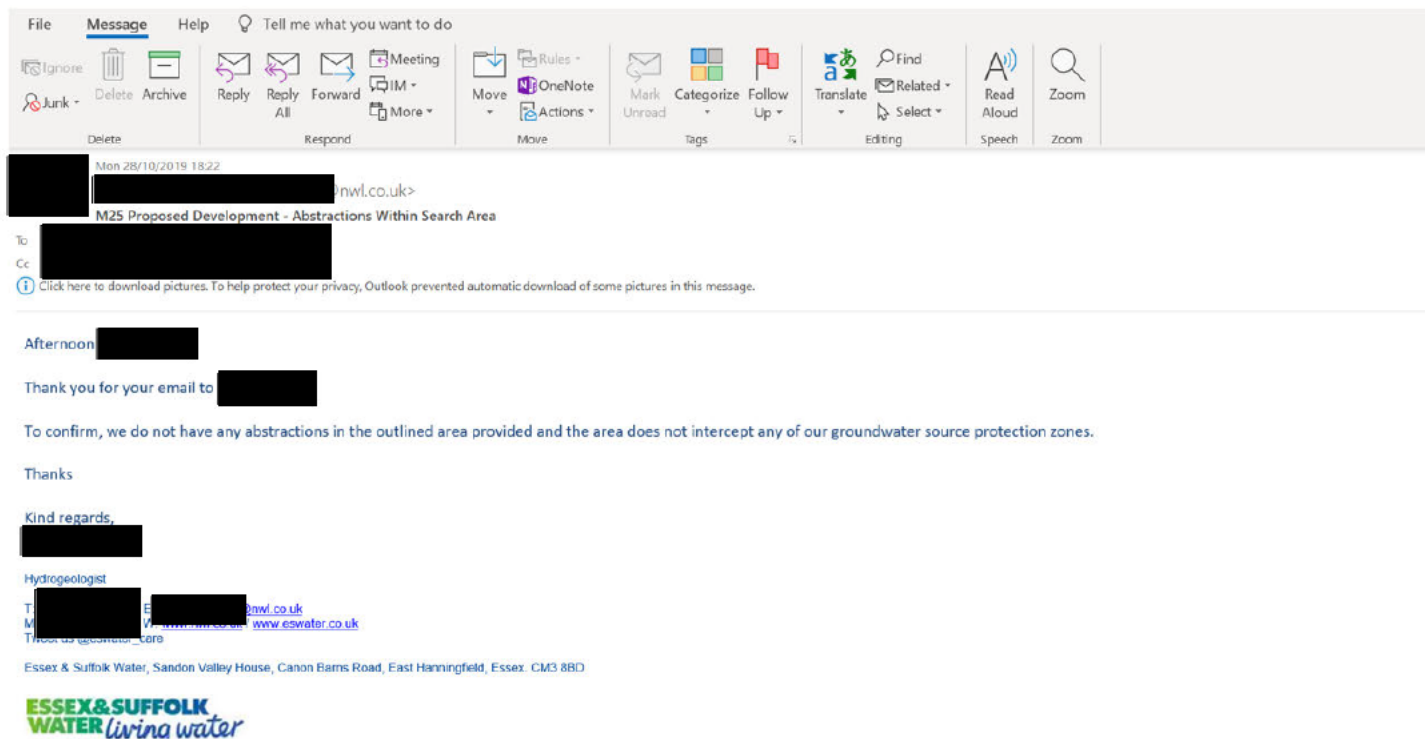 File Message Help Tell me what you want to do
Ignore
Junk
Delete
Archive
Reply
Reply All
Forward
Meeting
IM
More
Move
Rules
OneNote
Actions
Mark Unread
Categorize
Follow Up
Translate
Find
Related
Select
Read Aloud
Zoom
Delete Respond Move Tags Editing Speech Zoom
Mon 28/10/2019 18:22
@nwl.co.uk>
M25 Proposed Development - Abstractions Within Search Area
To
Cc
Click here to download pictures. To help protect your privacy, Outlook prevented automatic download of some pictures in this message.
Afternoon
Thank you for your email to
To confirm, we do not have any abstractions in the outlined area provided and the area does not intercept any of our groundwater source protection zones.
Thanks
Kind regards,
Hydrogeologist
T: E @nwl.co.uk
M W: / www.eswater.co.uk
Tweet us @eswater_care
Essex & Suffolk Water, Sandon Valley House, Canon Barns Road, East Hanningfield, Essex. CM3 8BD
ESSEX&SUFFOLK
WATER living water